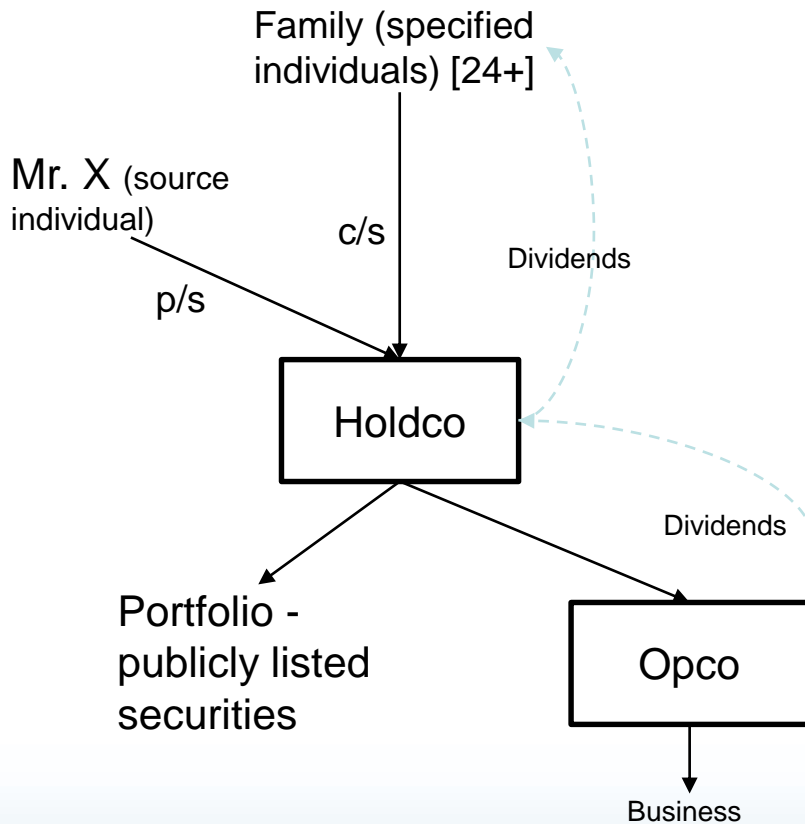 Family (specified
individuals) [24+]
Mr. X (source
individual)
c/s
Dividends
p/s
Holdco
Dividends
Portfolio -
publicly listed
securities
Opco
Business